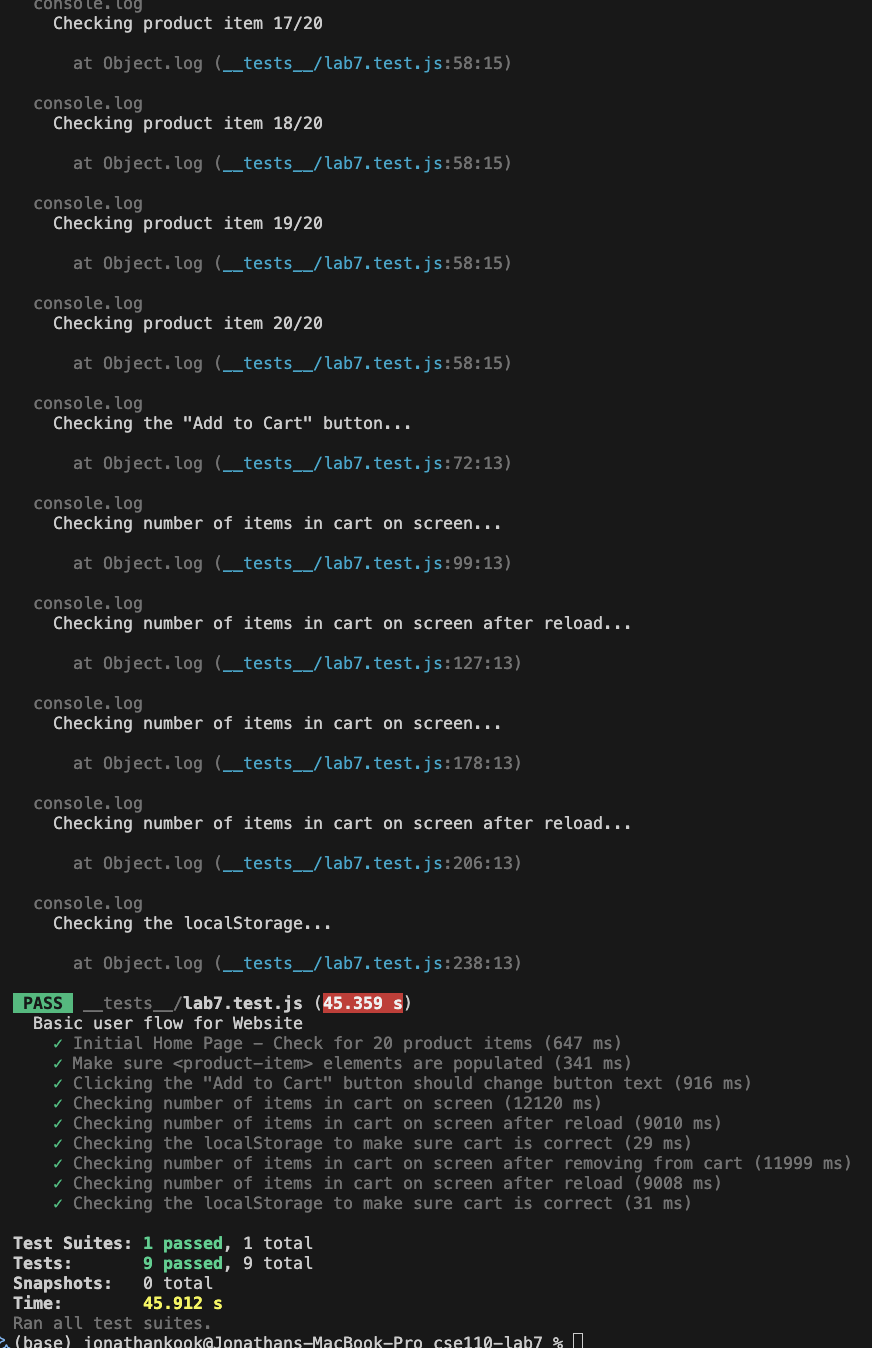 console.log
Checking product item 17/20
at Object.log (__tests__/lab7.test.js:58:15)
console.log
Checking product item 18/20
at Object.log (__tests__/lab7.test.js:58:15)
console.log
Checking product item 19/20
at Object.log (__tests__/lab7.test.js:58:15)
console.log
Checking product item 20/20
at Object.log (__tests__/lab7.test.js:58:15)
console.log
Checking the "Add to Cart" button...
at Object.log (__tests__/lab7.test.js:72:13)
console.log
Checking number of items in cart on screen...
at Object.log (__tests__/lab7.test.js:99:13)
console.log
Checking number of items in cart on screen after reload...
at Object.log (__tests__/lab7.test.js:127:13)
console.log
Checking number of items in cart on screen...
at Object.log (__tests__/lab7.test.js:178:13)
console.log
Checking number of items in cart on screen after reload...
at Object.log (__tests__/lab7.test.js:206:13)
console.log
Checking the localStorage...
at Object.log (__tests__/lab7.test.js:238:13)
PASS __tests__/lab7.test.js (45.359 s)
Basic user flow for Website
✓ Initial Home Page – Check for 20 product items (647 ms)
✓ Make sure <product-item> elements are populated (341 ms)
✓ Clicking the "Add to Cart" button should change button text (916 ms)
✓ Checking number of items in cart on screen (12120 ms)
✓ Checking number of items in cart on screen after reload (9010 ms)
✓ Checking the localStorage to make sure cart is correct (29 ms)
✓ Checking number of items in cart on screen after removing from cart (11999 ms)
✓ Checking number of items in cart on screen after reload (9008 ms)
✓ Checking the localStorage to make sure cart is correct (31 ms)
Test Suites: 1 passed, 1 total
Tests: 9 passed, 9 total
Snapshots: 0 total
Time: 45.912 s
Ran all test suites.
(base) jonathankook@Jonathans-MacBook-Pro cse110-lab7 %